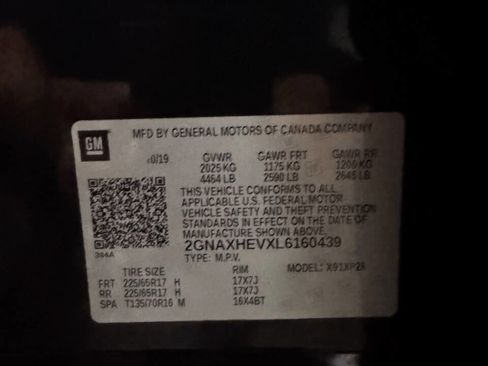 GM
MFD BY GENERAL MOTORS OF CANADA COMPANY
10/19 GVWR GAWR FRT GAWR RR
2025 KG 1175 KG 1200 KG
4464 LB 2590 LB 2645 LB
THIS VEHICLE CONFORMS TO ALL
APPLICABLE U.S. FEDERAL MOTOR
VEHICLE SAFETY AND THEFT PREVENTION
STANDARDS IN EFFECT ON THE DATE OF
MANUFACTURE SHOWN ABOVE.
2GNAXHEVXL6160439
384A TYPE: M.P.V.
TIRE SIZE RIM MODEL:
FRT 225/65R17 H 17X7J
RR 225/65R17 H 17X7J
SPA T135/70R16 M 16X4BT